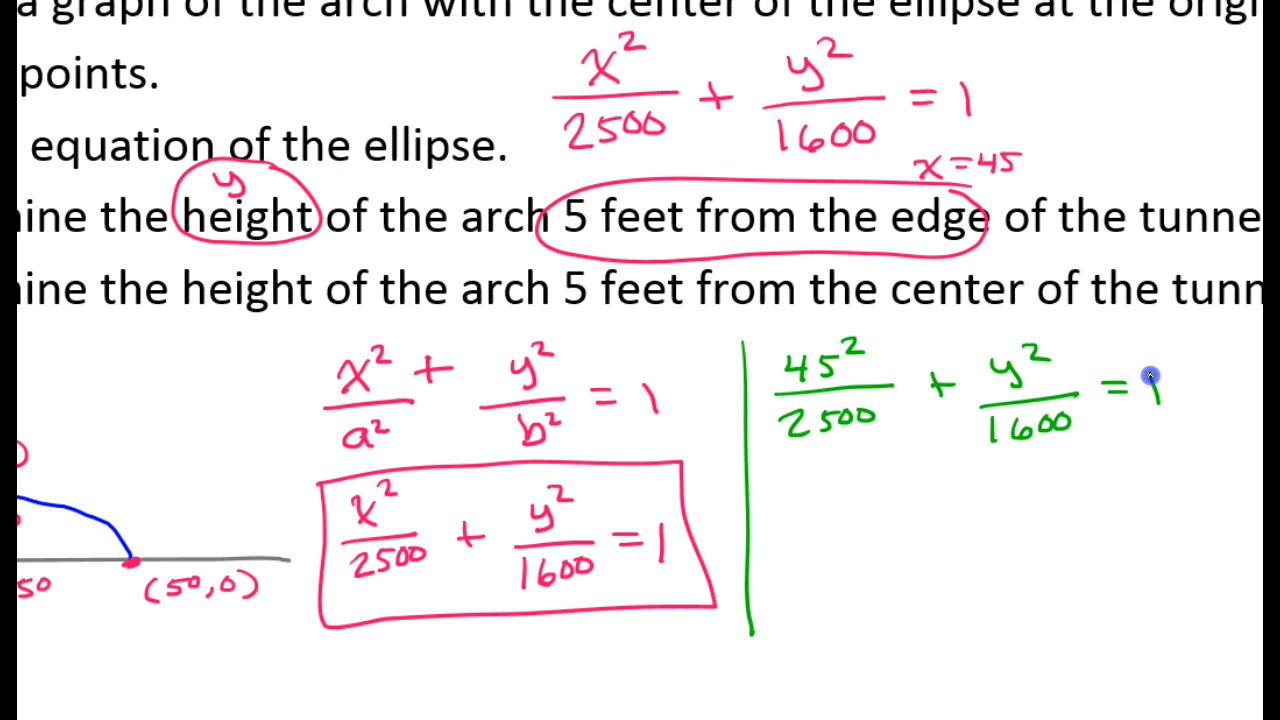 a graph of the arch with the center of the ellipse at the origi
points.
x²/2500 + y²/1600 = 1
equation of the ellipse.
x=45
y
ine the height of the arch 5 feet from the edge of the tunne
ine the height of the arch 5 feet from the center of the tunn
x²/a² + y²/b² = 1
45²/2500 + y²/1600 = 1
x²/2500 + y²/1600 = 1
50
(50,0)